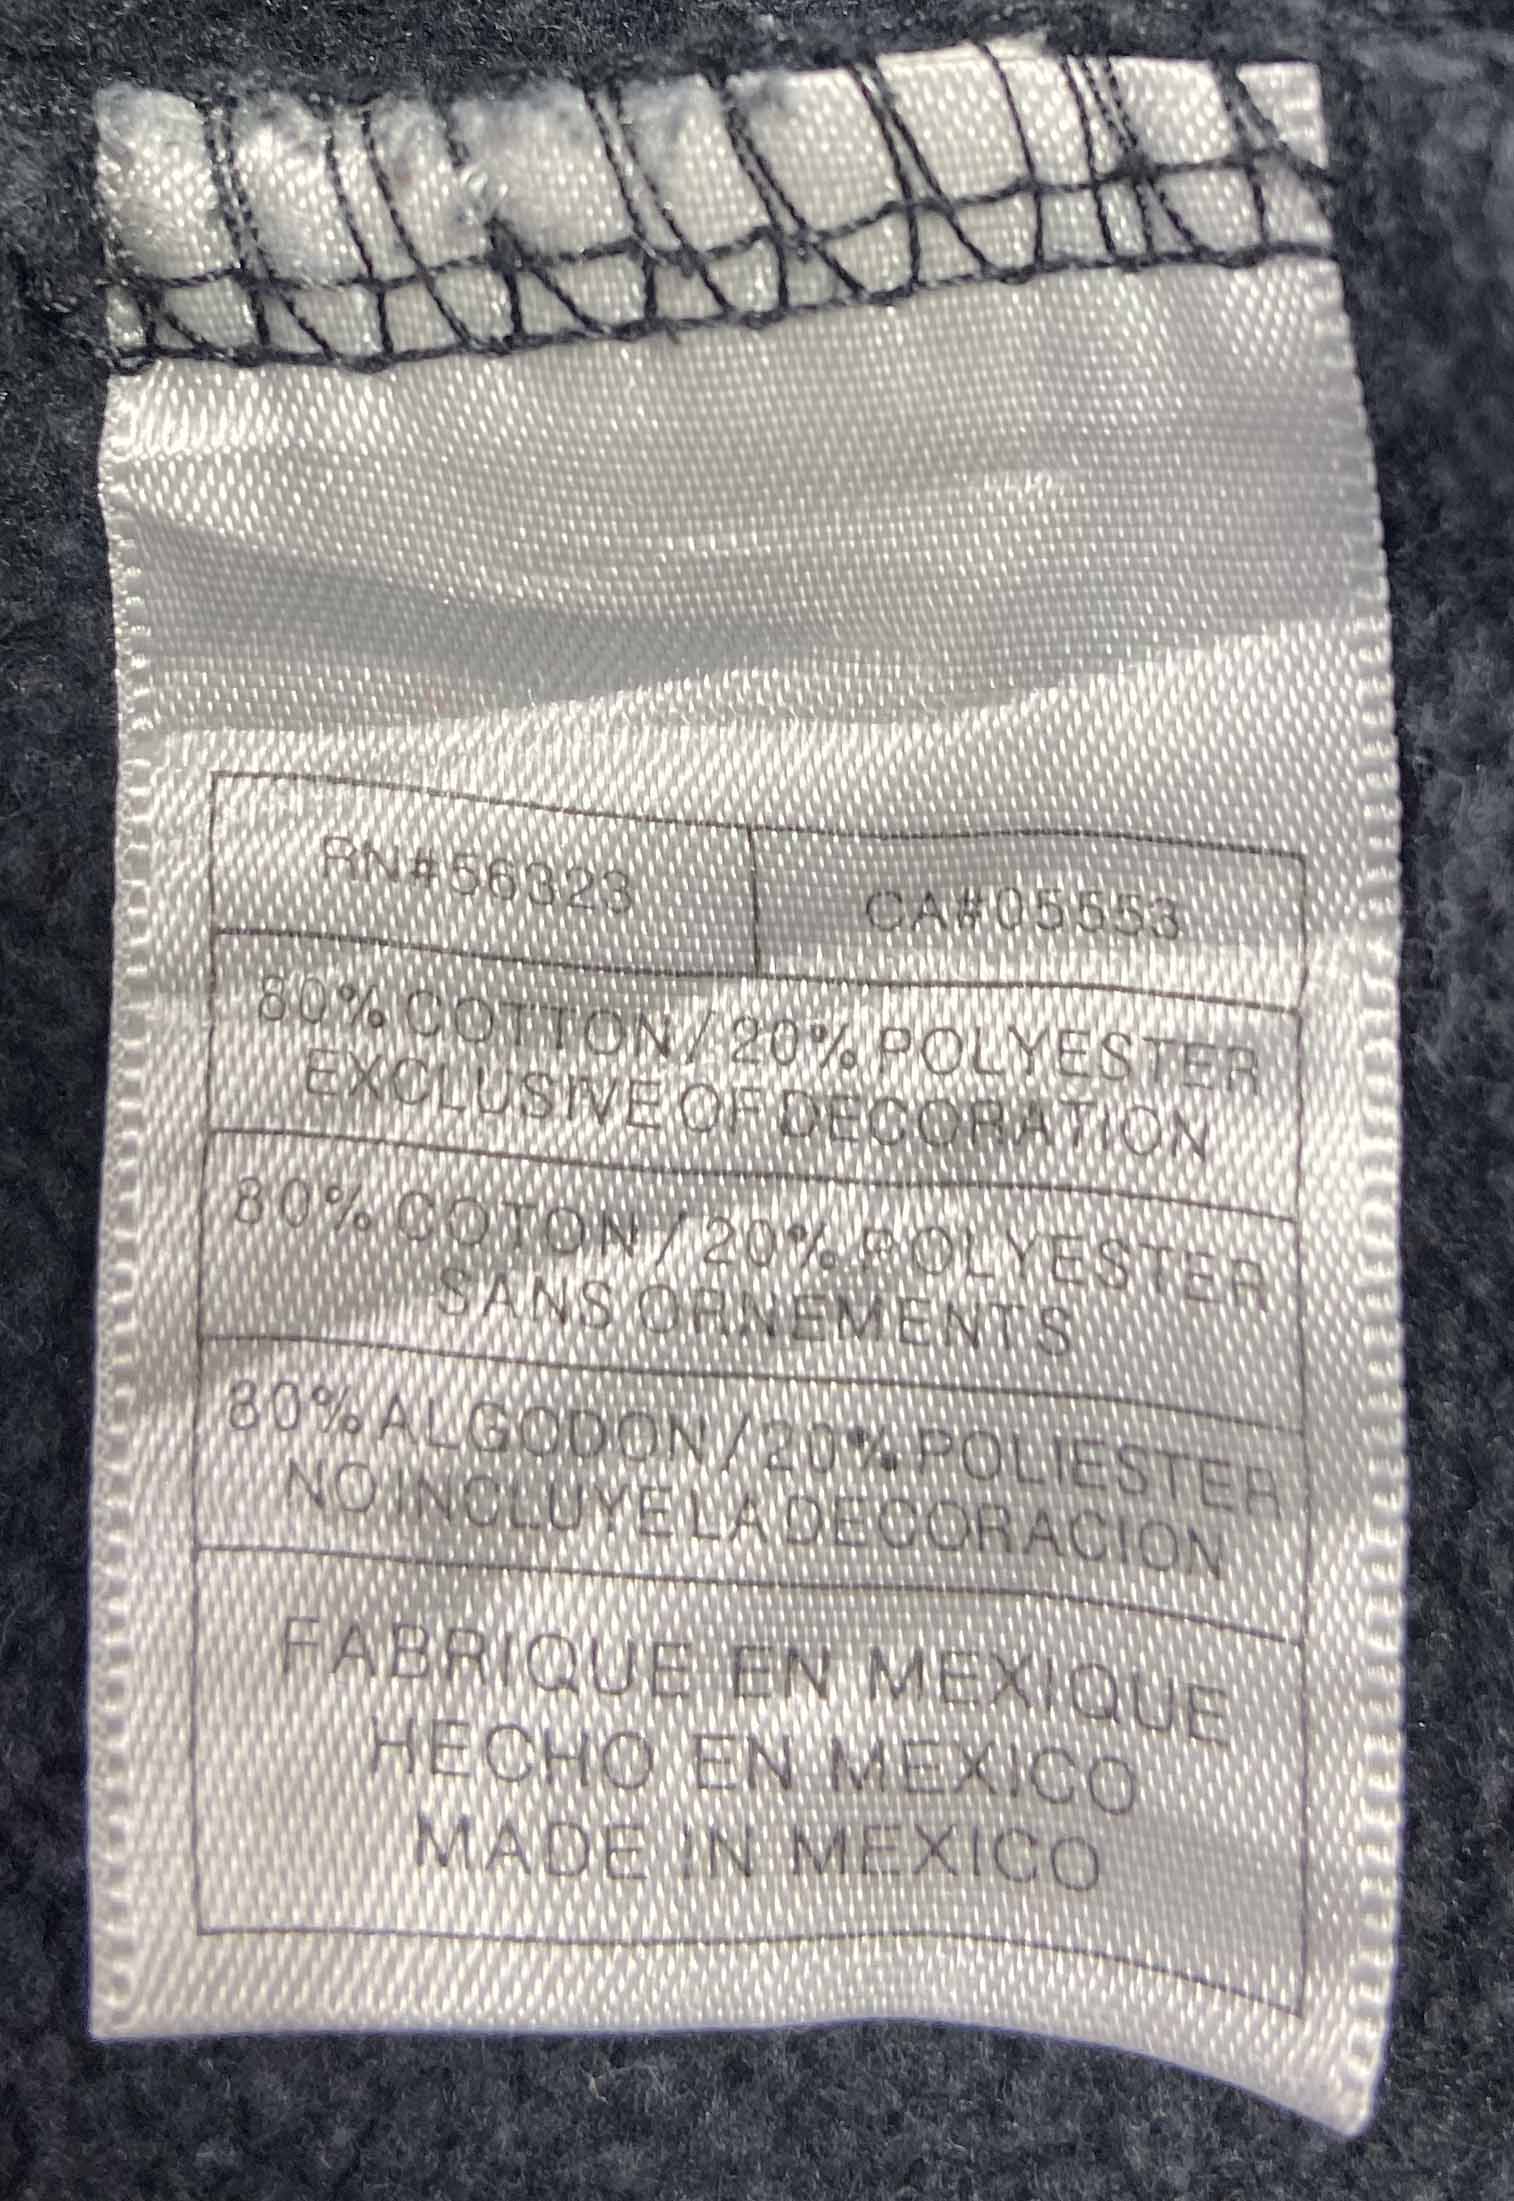 RN#56323
CA#05553
80% COTTON / 20% POLYESTER
EXCLUSIVE OF DECORATION
80% COTON / 20% POLYESTER
SANS ORNEMENTS
80% ALGODON / 20% POLIESTER
NO INCLUYE LA DECORACION
FABRIQUE EN MEXIQUE
HECHO EN MEXICO
MADE IN MEXICO